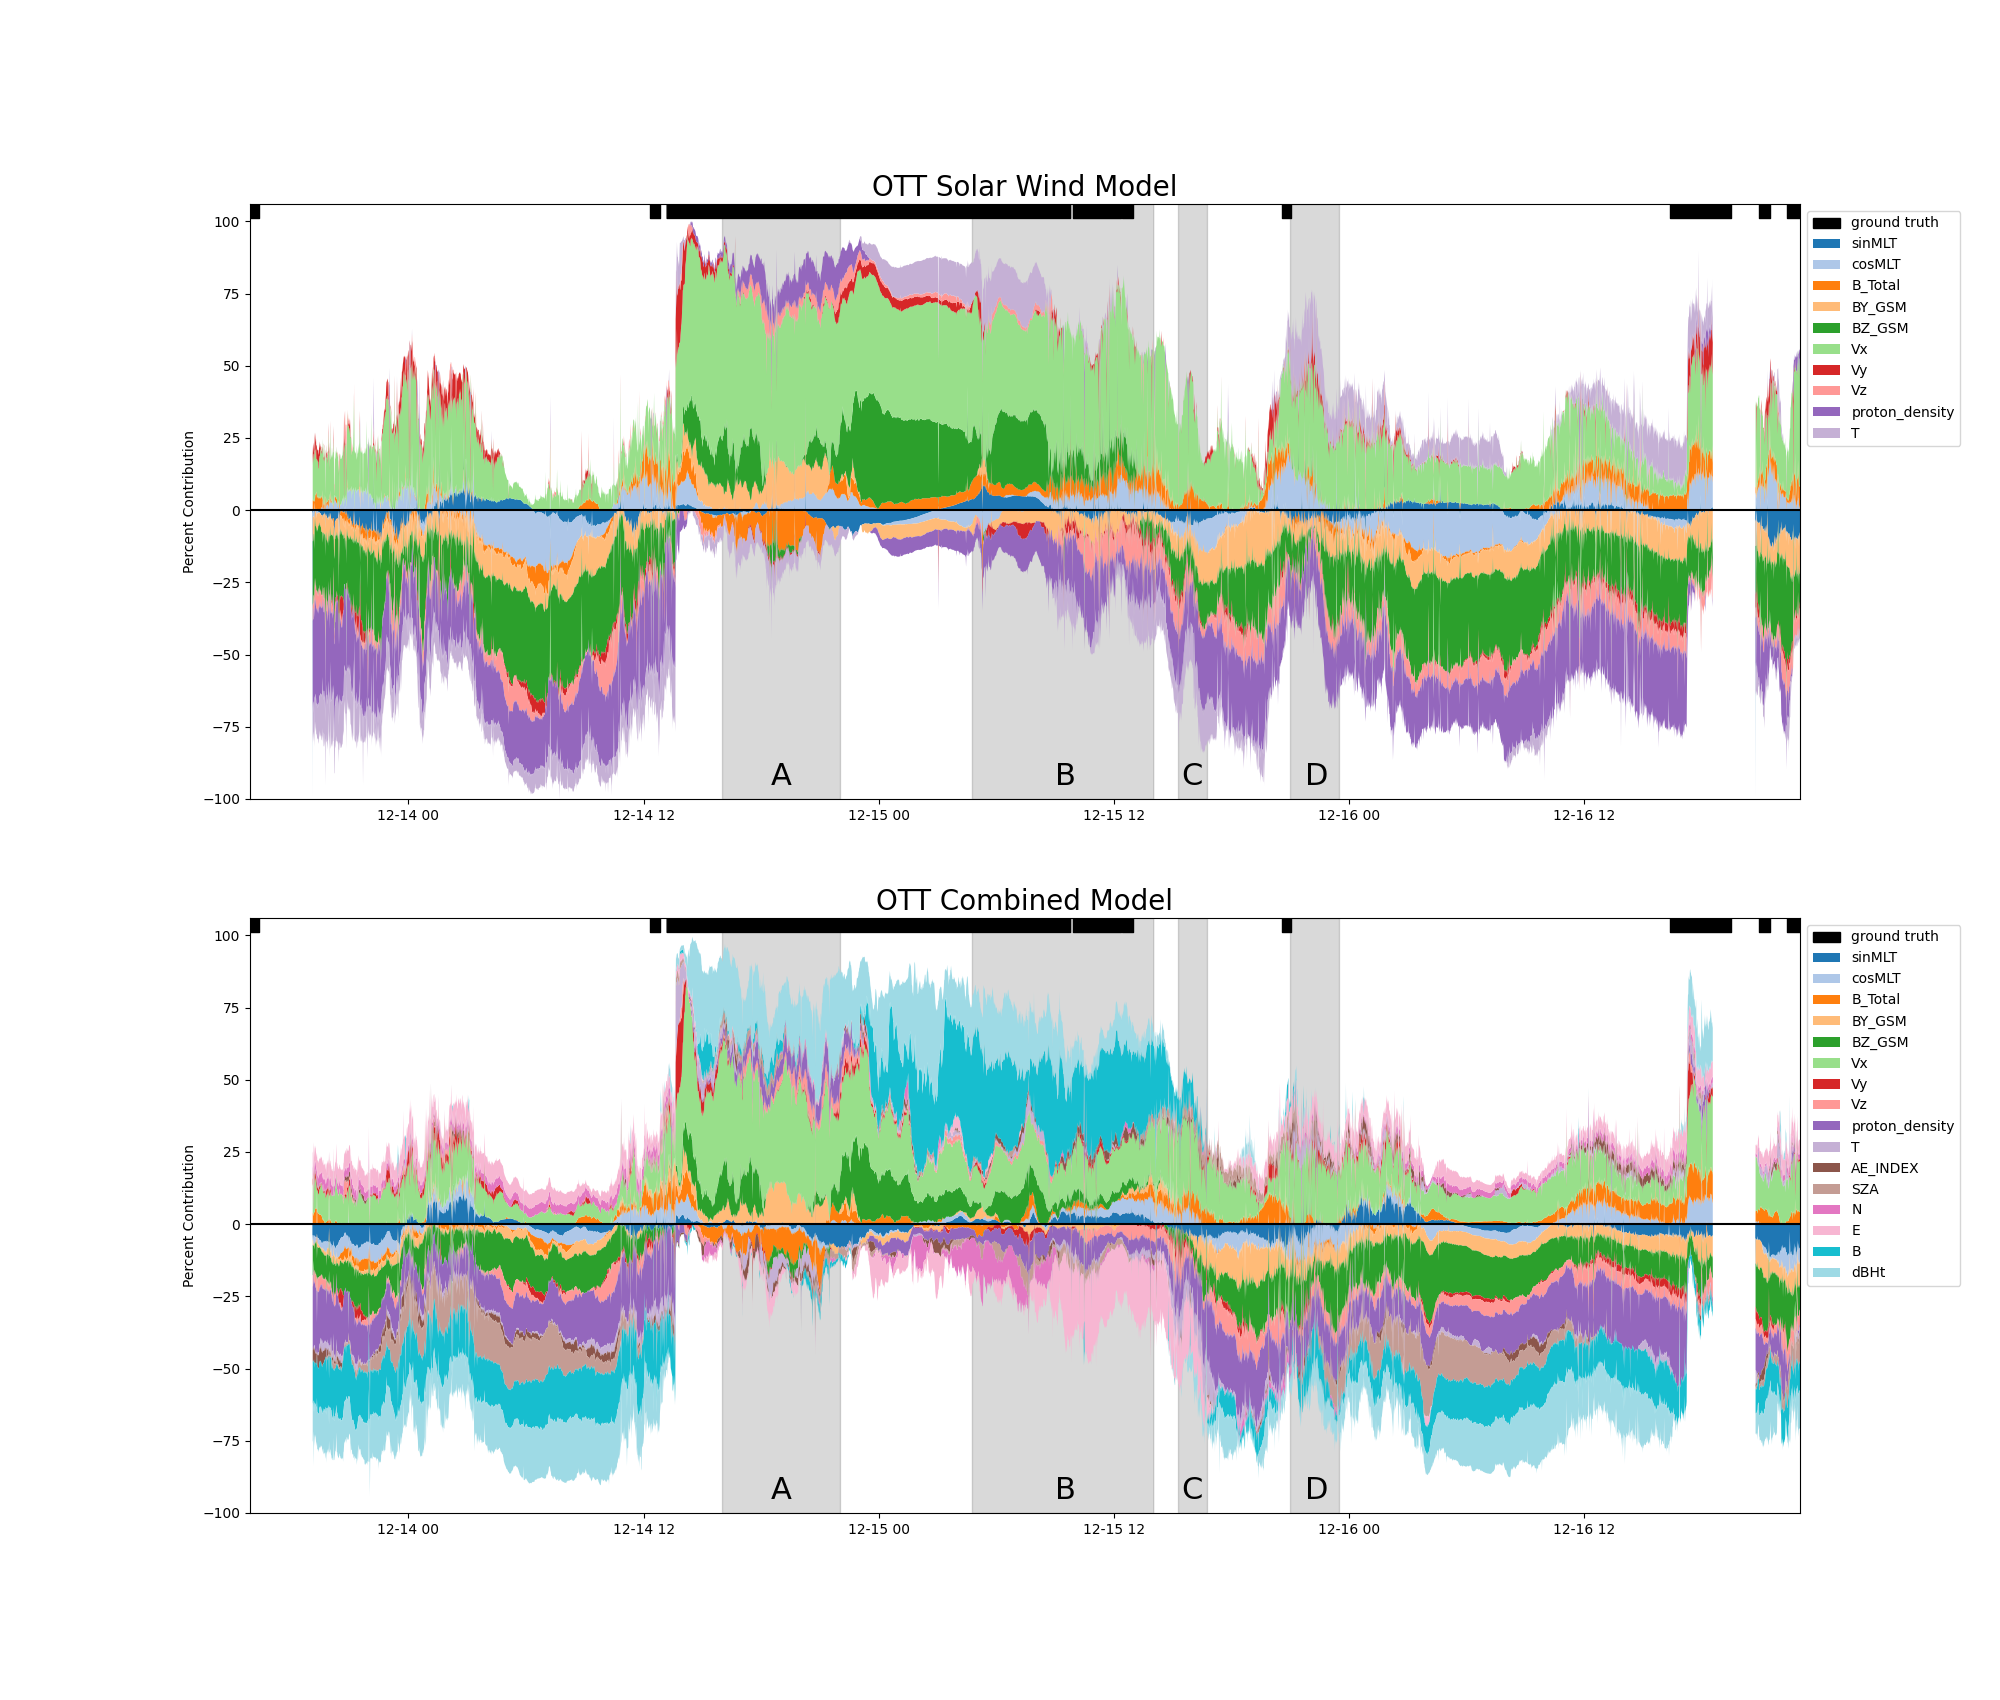 OTT Solar Wind Model
Percent Contribution
100
75
50
25
0
−25
−50
−75
−100
A
B
C
D
12-14 00
12-14 12
12-15 00
12-15 12
12-16 00
12-16 12
ground truth
sinMLT
cosMLT
B_Total
BY_GSM
BZ_GSM
Vx
Vy
Vz
proton_density
T
OTT Combined Model
Percent Contribution
100
75
50
25
0
−25
−50
−75
−100
A
B
C
D
12-14 00
12-14 12
12-15 00
12-15 12
12-16 00
12-16 12
ground truth
sinMLT
cosMLT
B_Total
BY_GSM
BZ_GSM
Vx
Vy
Vz
proton_density
T
AE_INDEX
SZA
N
E
B
dBHt